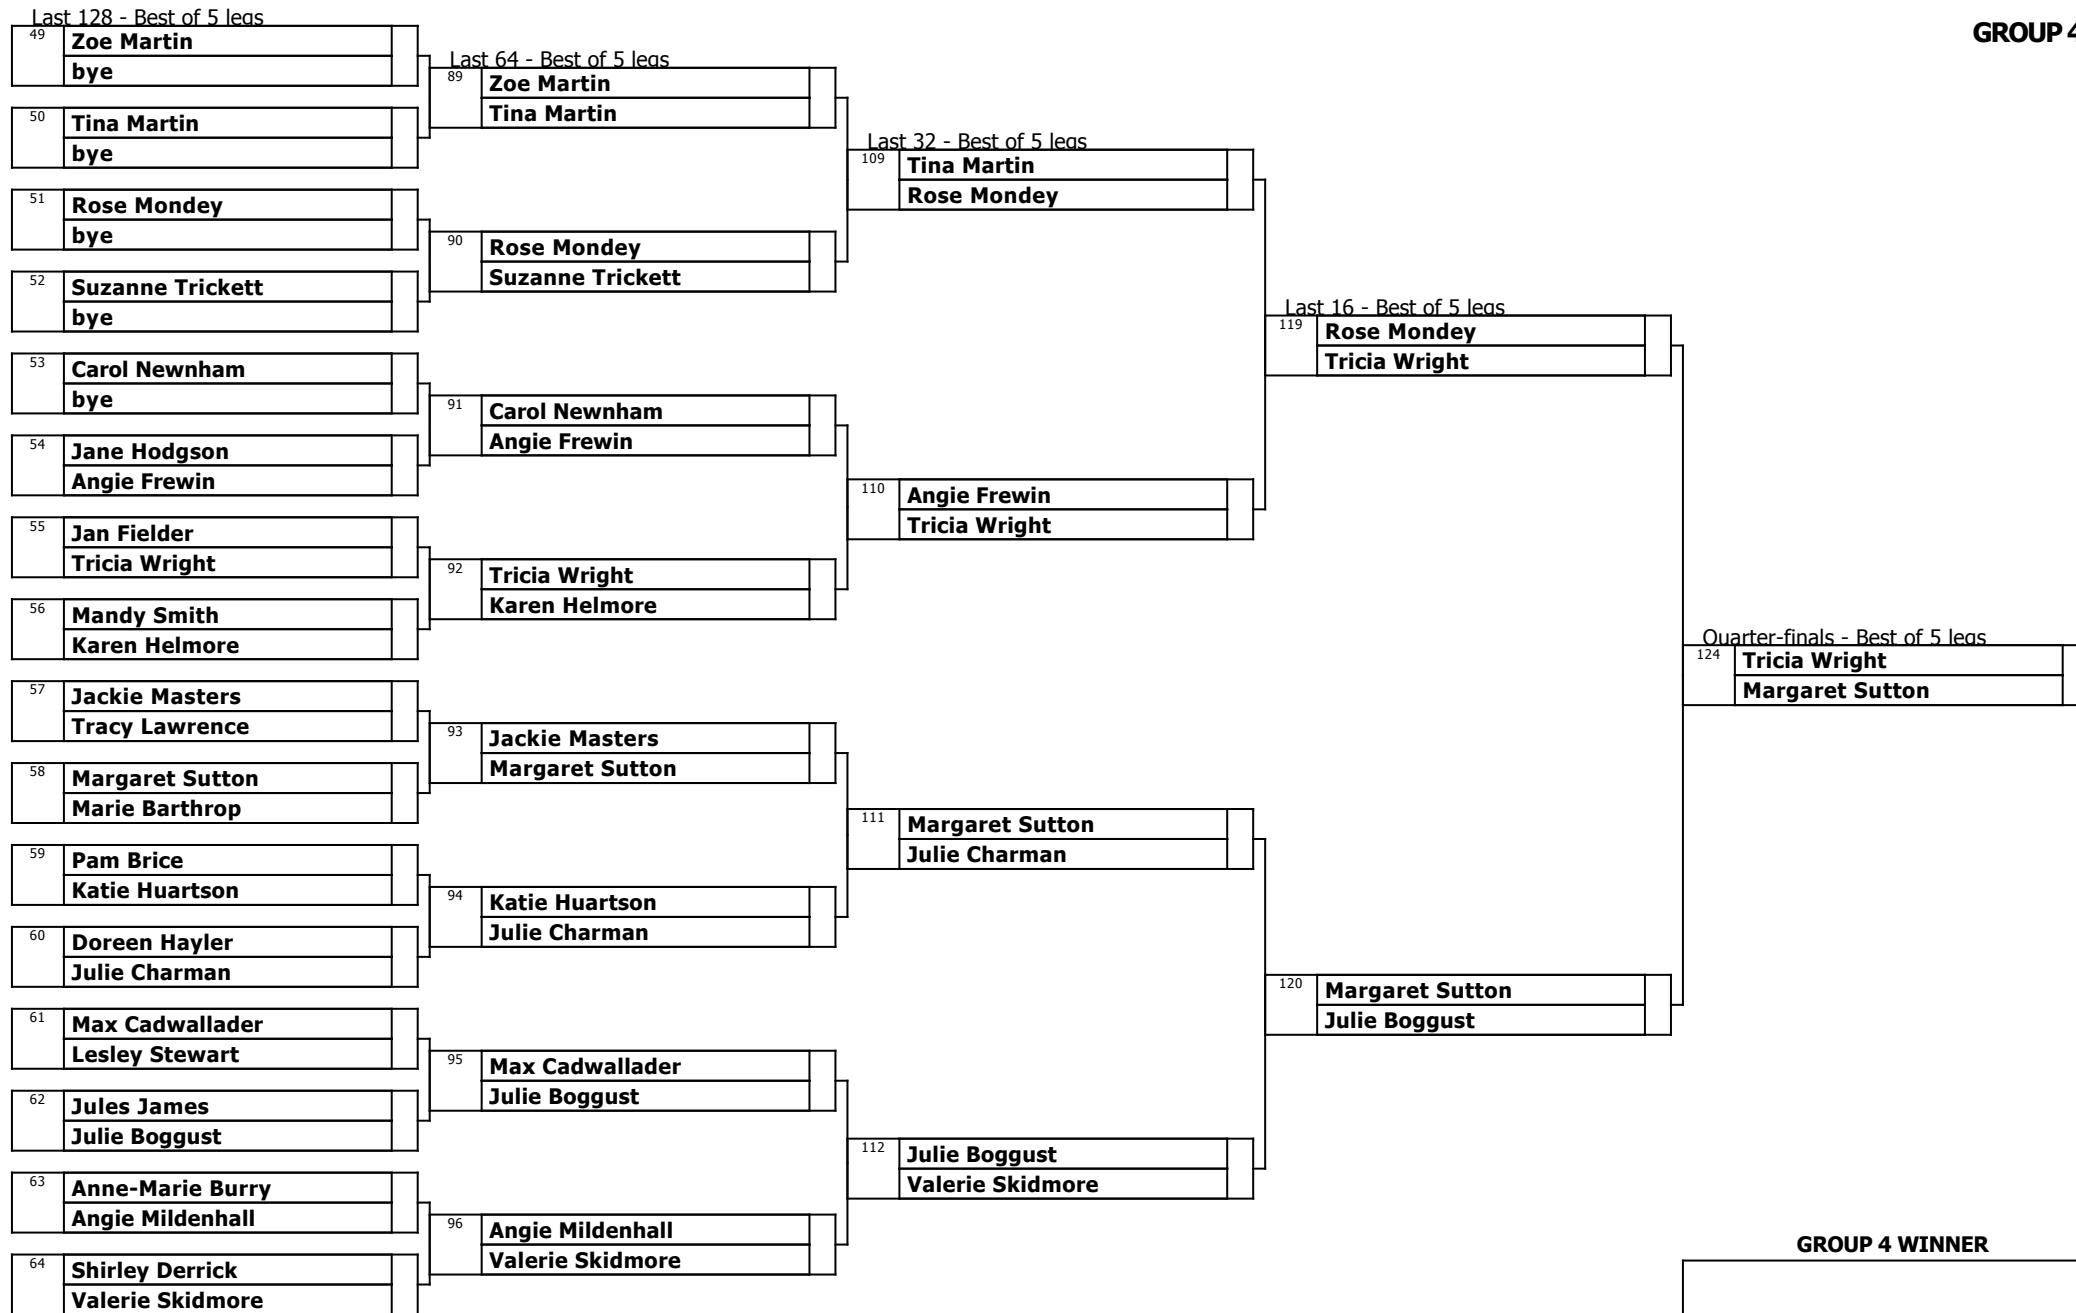 Last 128 - Best of 5 legs
GROUP 4
49
Zoe Martin
bye
50
Tina Martin
bye
51
Rose Mondey
bye
52
Suzanne Trickett
bye
53
Carol Newnham
bye
54
Jane Hodgson
Angie Frewin
55
Jan Fielder
Tricia Wright
56
Mandy Smith
Karen Helmore
57
Jackie Masters
Tracy Lawrence
58
Margaret Sutton
Marie Barthrop
59
Pam Brice
Katie Huartson
60
Doreen Hayler
Julie Charman
61
Max Cadwallader
Lesley Stewart
62
Jules James
Julie Boggust
63
Anne-Marie Burry
Angie Mildenhall
64
Shirley Derrick
Valerie Skidmore
Last 64 - Best of 5 legs
89
Zoe Martin
Tina Martin
90
Rose Mondey
Suzanne Trickett
91
Carol Newnham
Angie Frewin
92
Tricia Wright
Karen Helmore
93
Jackie Masters
Margaret Sutton
94
Katie Huartson
Julie Charman
95
Max Cadwallader
Julie Boggust
96
Angie Mildenhall
Valerie Skidmore
Last 32 - Best of 5 legs
109
Tina Martin
Rose Mondey
110
Angie Frewin
Tricia Wright
111
Margaret Sutton
Julie Charman
112
Julie Boggust
Valerie Skidmore
Last 16 - Best of 5 legs
119
Rose Mondey
Tricia Wright
120
Margaret Sutton
Julie Boggust
Quarter-finals - Best of 5 legs
124
Tricia Wright
Margaret Sutton
GROUP 4 WINNER